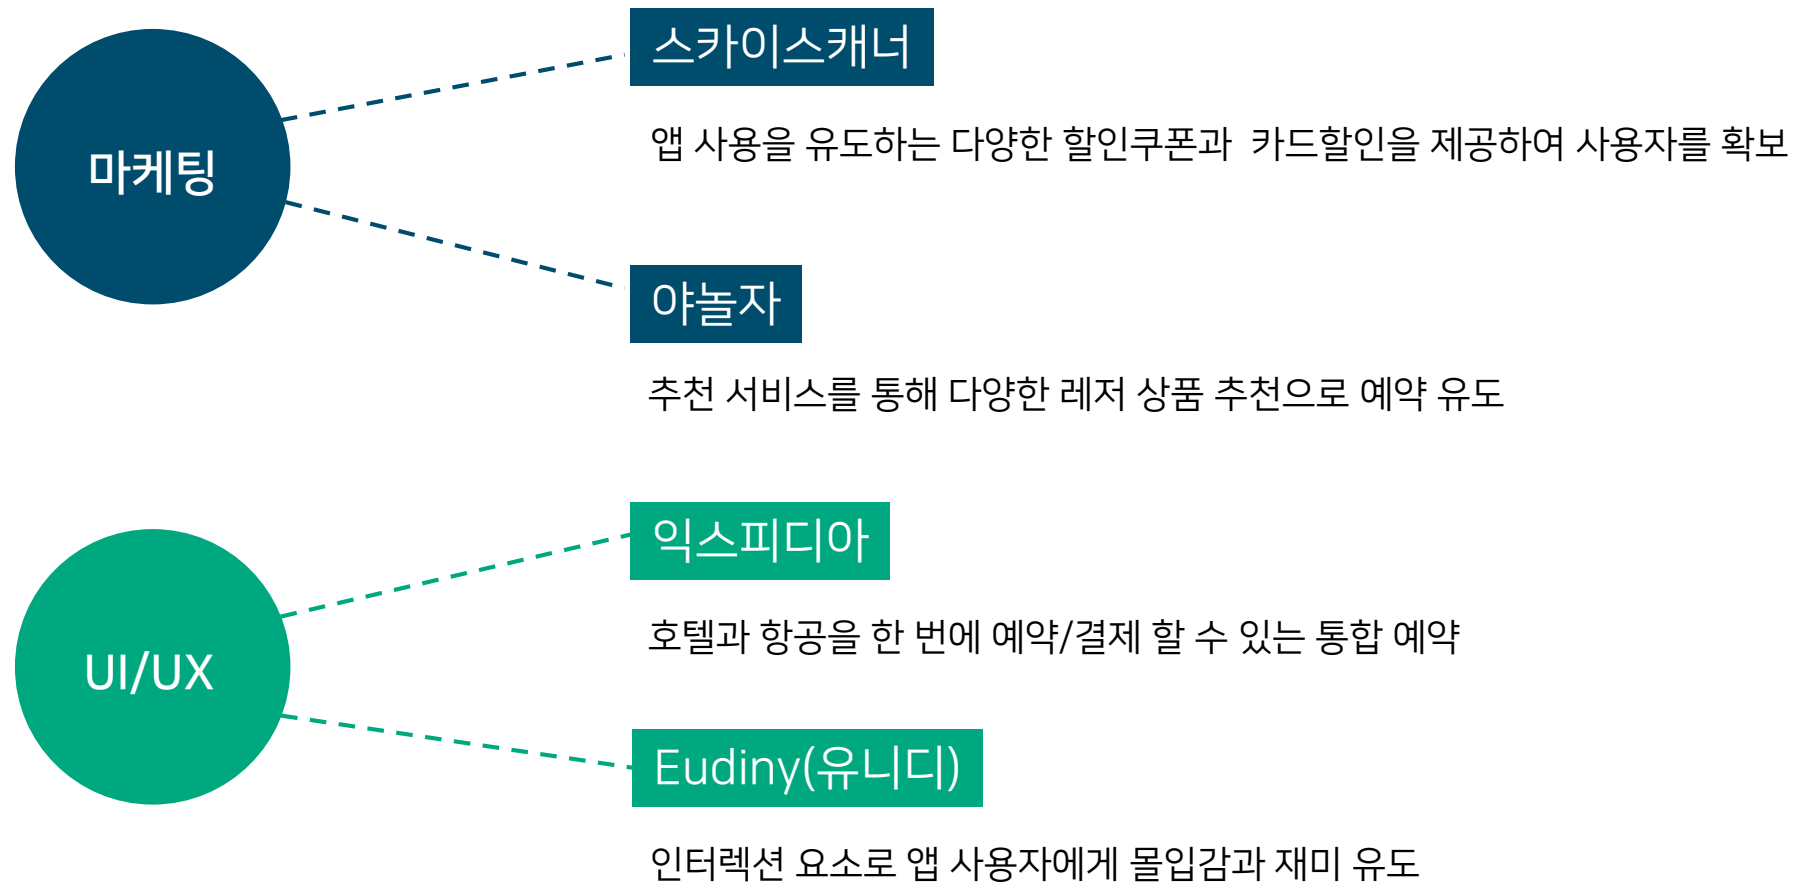 마케팅
스카이스캐너
앱 사용을 유도하는 다양한 할인쿠폰과 카드할인을 제공하여 사용자를 확보
야놀자
추천 서비스를 통해 다양한 레저 상품 추천으로 예약 유도
UI/UX
익스피디아
호텔과 항공을 한 번에 예약/결제 할 수 있는 통합 예약
Eudiny(유니디)
인터렉션 요소로 앱 사용자에게 몰입감과 재미 유도